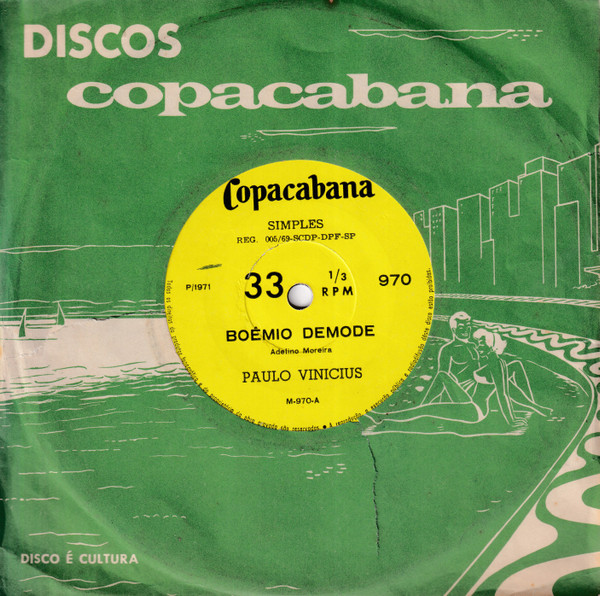 DISCOS
copacabana
Copacabana
SIMPLES
REG. 005/69-SCDP-DPF-SP
P/1971
33 1/3 RPM
970
BOÊMIO DEMODE
Adelino Moreira
PAULO VINICIUS
M-970-A
DISCO É CULTURA